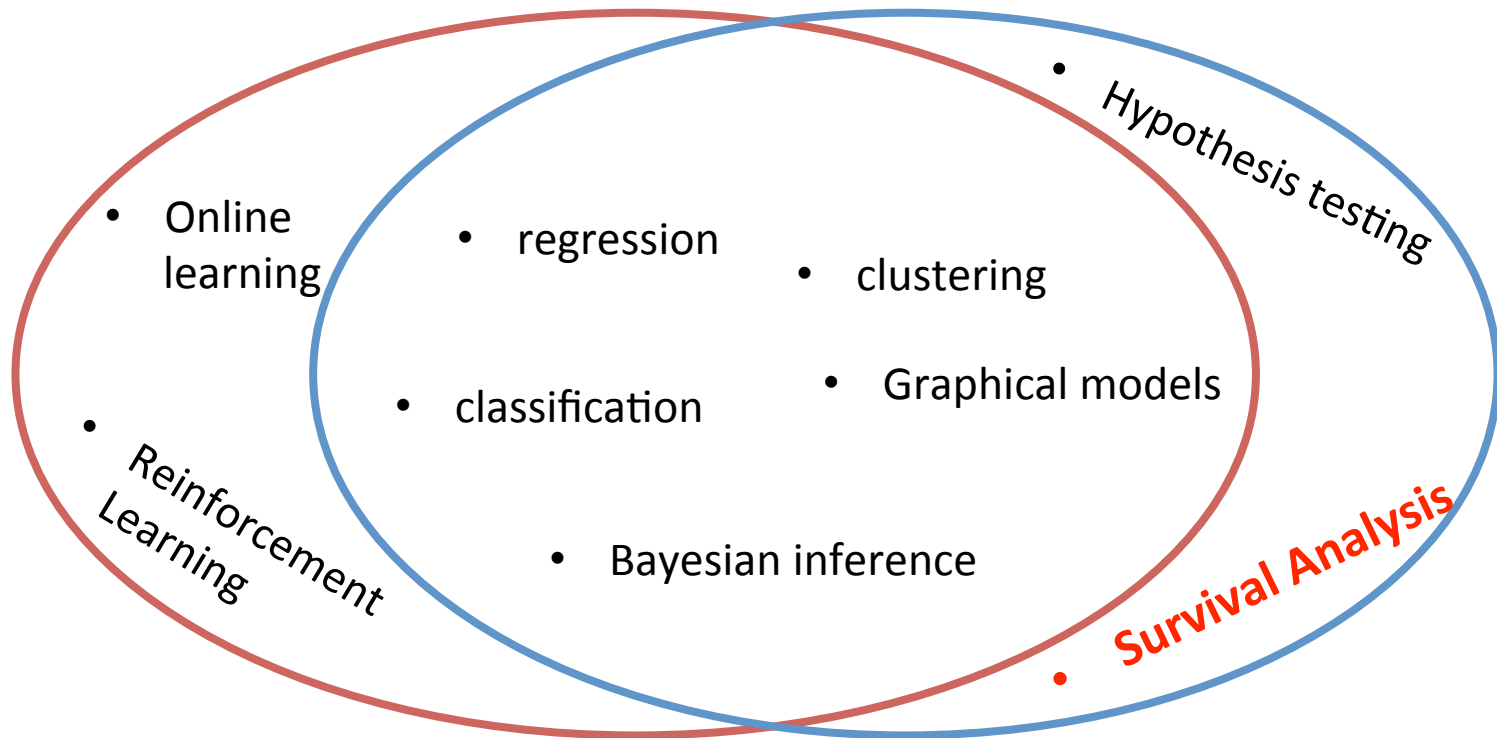 • Online
learning
• Reinforcement
Learning
• regression
• clustering
• classification
• Graphical models
• Bayesian inference
• Hypothesis testing
• Survival Analysis